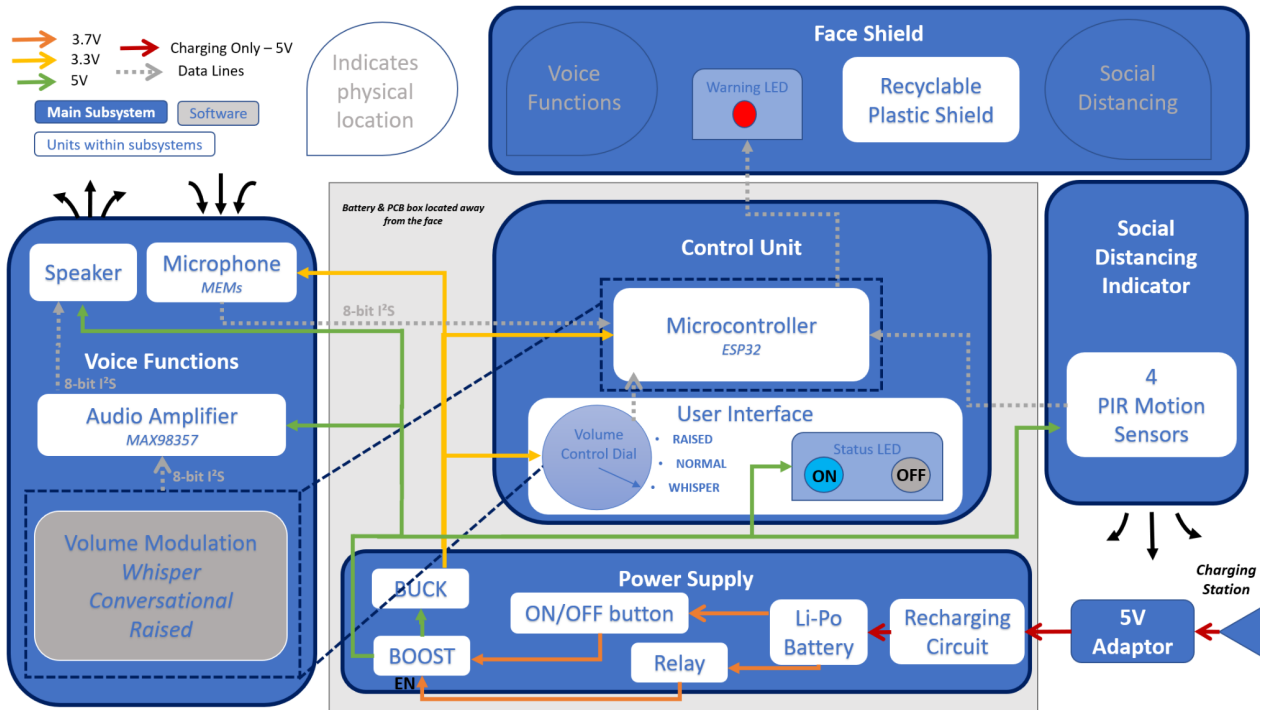 3.7V
3.3V
5V
Charging Only – 5V
Data Lines
Main Subsystem
Software
Units within subsystems
Indicates
physical
location
Face Shield
Voice
Functions
Warning LED
Recyclable
Plastic Shield
Social
Distancing
Battery & PCB box located away
from the face
Speaker
Microphone
MEMs
8-bit I²S
Voice Functions
8-bit I²S
Audio Amplifier
MAX98357
8-bit I²S
Volume Modulation
Whisper
Conversational
Raised
Control Unit
Microcontroller
ESP32
User Interface
Volume
Control Dial
• RAISED
• NORMAL
• WHISPER
Status LED
ON
OFF
Social
Distancing
Indicator
4
PIR Motion
Sensors
Power Supply
BUCK
BOOST
EN
ON/OFF button
Relay
Li-Po
Battery
Recharging
Circuit
5V
Adaptor
Charging
Station